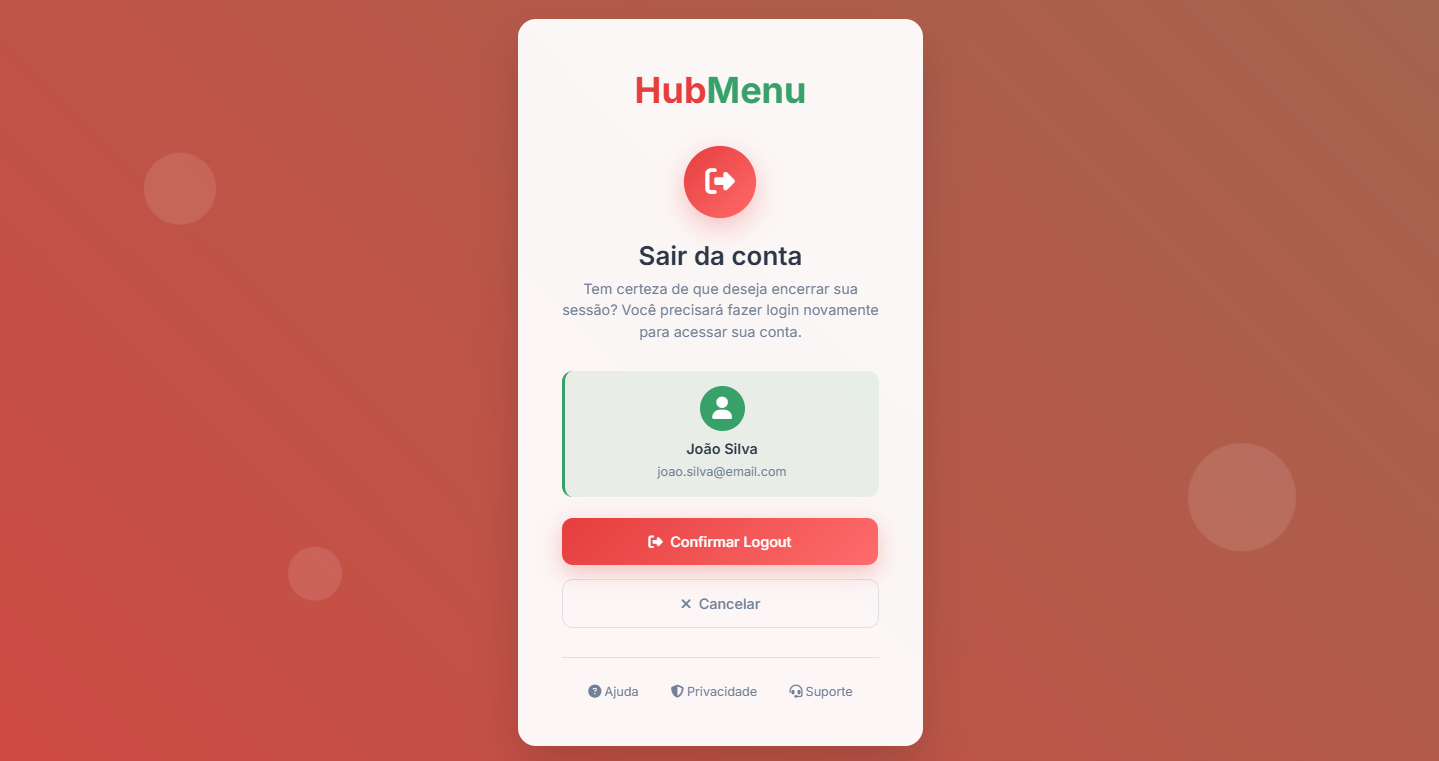 HubMenu
Sair da conta
Tem certeza de que deseja encerrar sua
sessão? Você precisará fazer login novamente
para acessar sua conta.
João Silva
joao.silva@email.com
Confirmar Logout
Cancelar
Ajuda Privacidade Suporte